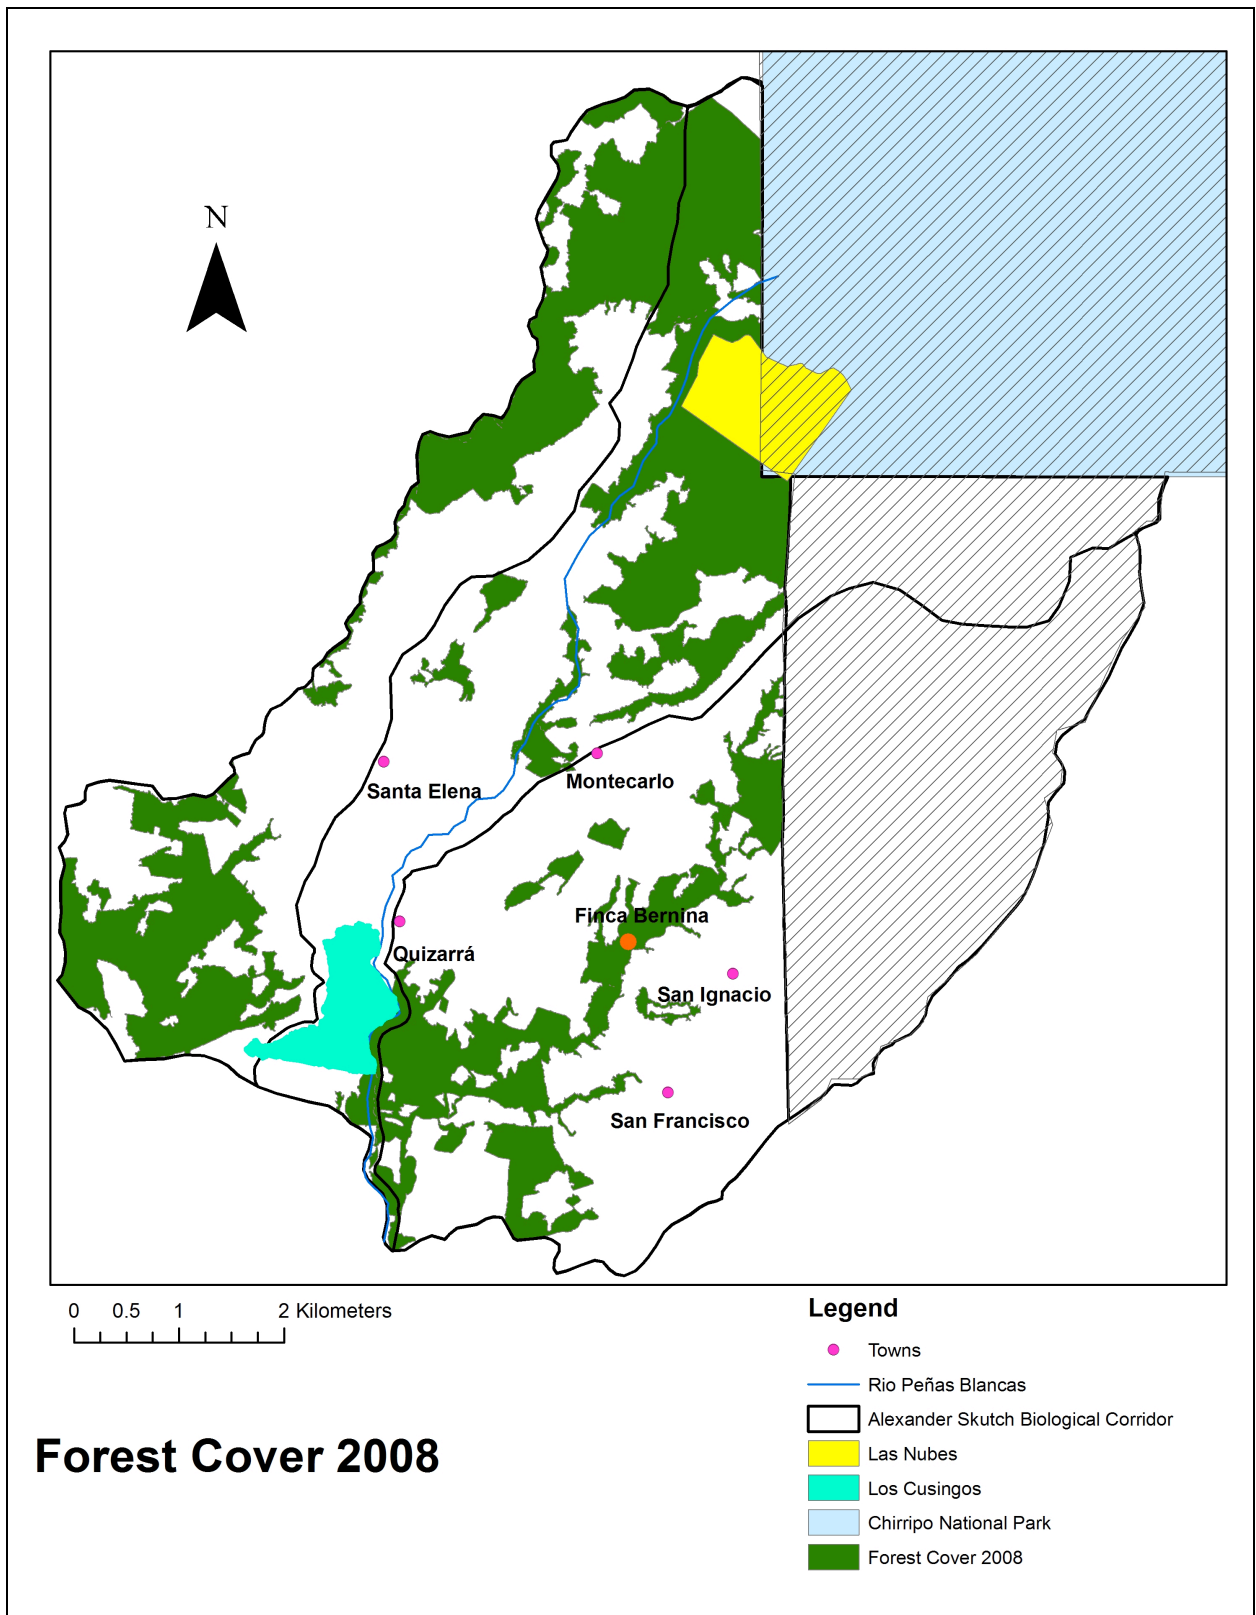 N
Santa Elena
Montecarlo
Finca Bernina
Quizarrá
San Ignacio
San Francisco
0 0.5 1 2 Kilometers
Legend
Towns
Rio Peñas Blancas
Alexander Skutch Biological Corridor
Las Nubes
Los Cusingos
Chirripo National Park
Forest Cover 2008
Forest Cover 2008